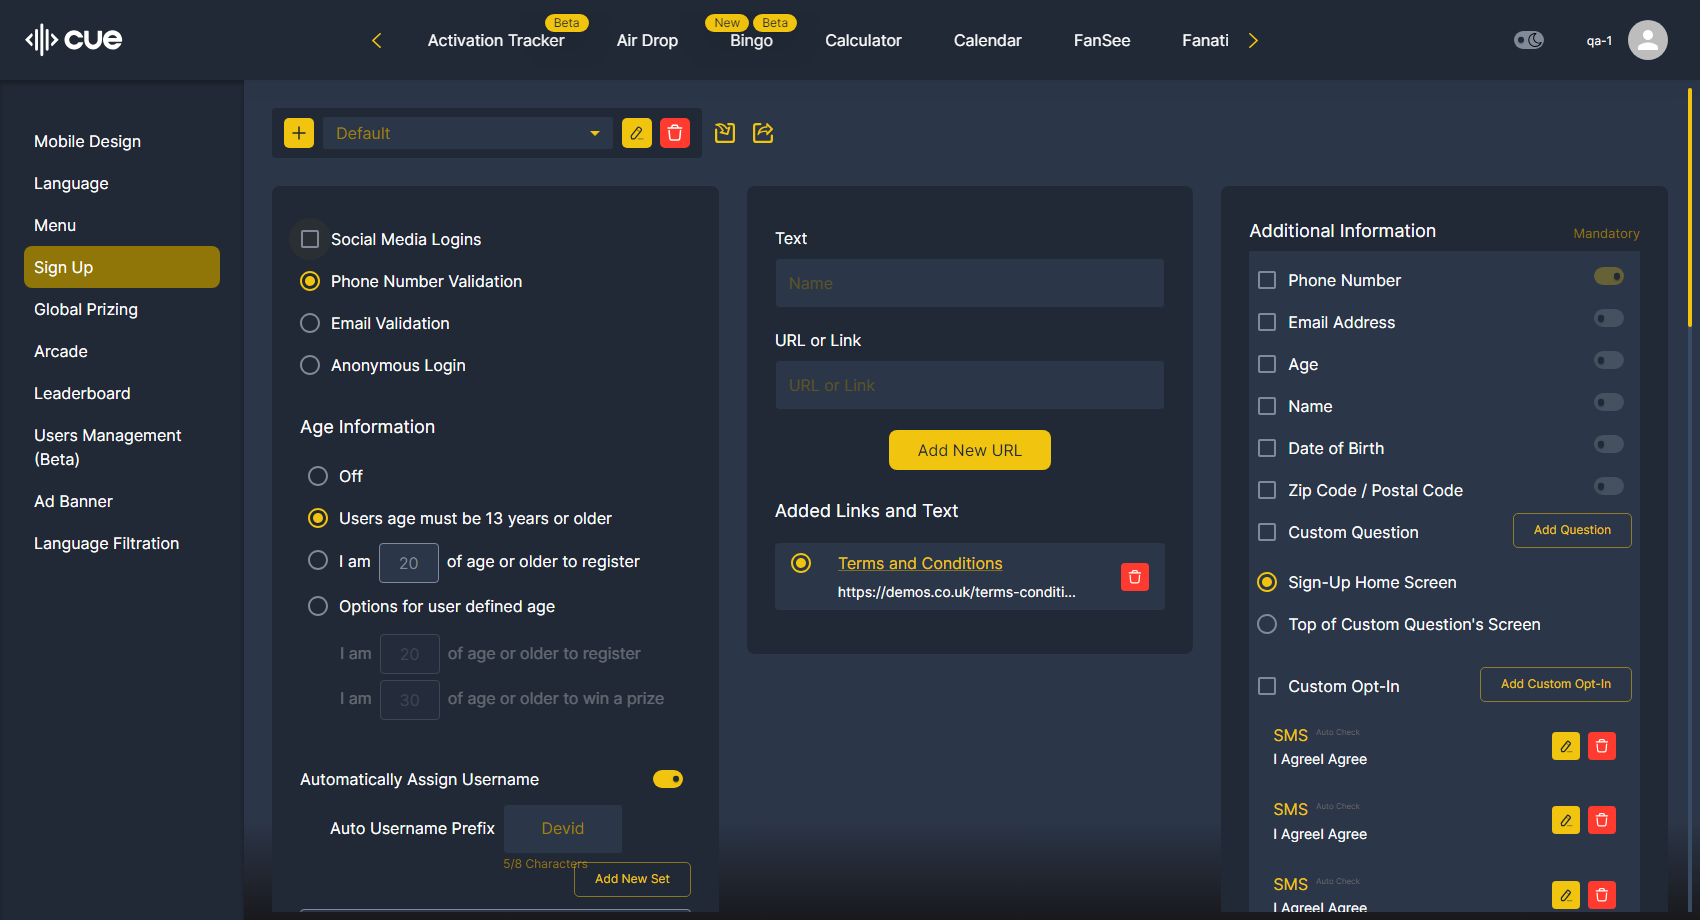 cue
Beta
New
Beta
Activation Tracker
Air Drop
Bingo
Calculator
Calendar
FanSee
Fanati
qa-1
Mobile Design
Language
Menu
Sign Up
Global Prizing
Arcade
Leaderboard
Users Management
(Beta)
Ad Banner
Language Filtration
Default
Social Media Logins
Phone Number Validation
Email Validation
Anonymous Login
Age Information
Off
Users age must be 13 years or older
I am 20 of age or older to register
Options for user defined age
I am 20 of age or older to register
I am 30 of age or older to win a prize
Automatically Assign Username
Auto Username Prefix Devid
5/8 Characters
Add New Set
Text
Name
URL or Link
URL or Link
Add New URL
Added Links and Text
Terms and Conditions
https://demos.co.uk/terms-conditi...
Additional Information Mandatory
Phone Number
Email Address
Age
Name
Date of Birth
Zip Code / Postal Code
Custom Question Add Question
Sign-Up Home Screen
Top of Custom Question's Screen
Custom Opt-In Add Custom Opt-In
SMS Auto Check
I AgreeI Agree
SMS Auto Check
I AgreeI Agree
SMS Auto Check
I AgreeI Agree